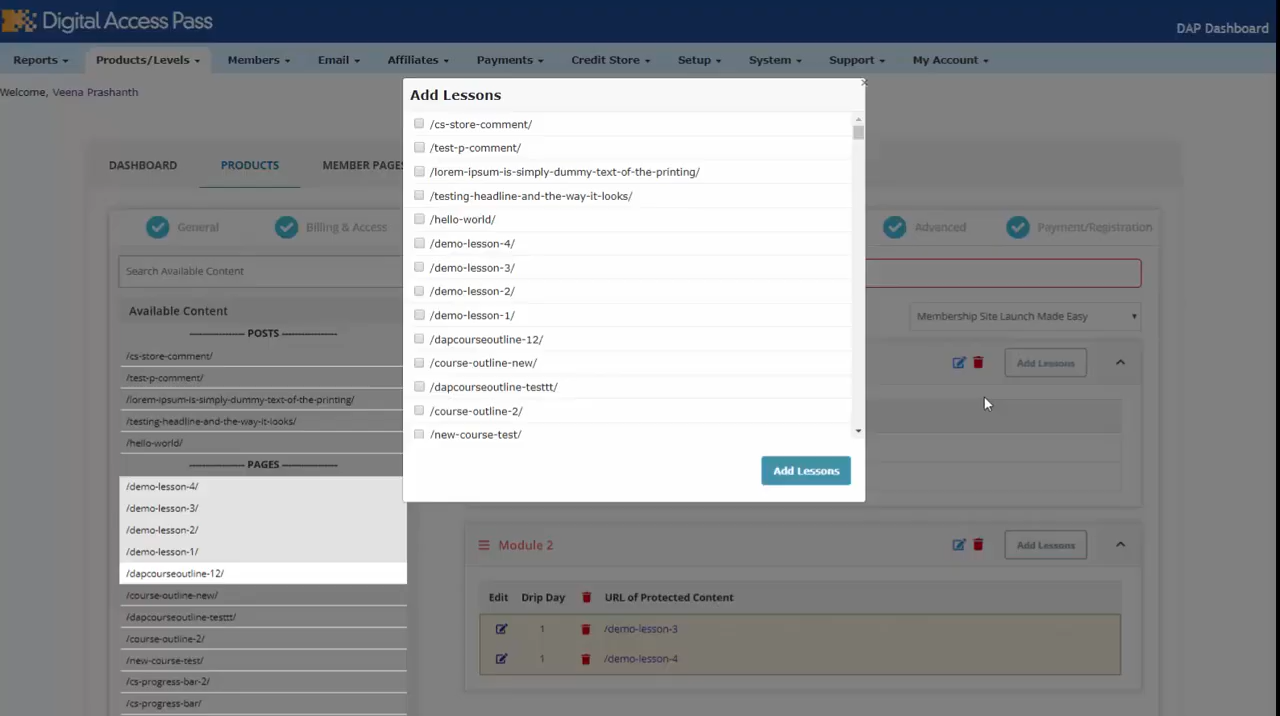 Digital Access Pass
DAP Dashboard
Reports Products/Levels Members Email Affiliates Payments Credit Store Setup System Support My Account
Welcome, Veena Prashanth
DASHBOARD PRODUCTS MEMBER PAGES
General Billing & Access Advanced Payment/Registration
Search Available Content
Membership Site Launch Made Easy
Available Content
---------------- POSTS ----------------
/cs-store-comment/
/test-p-comment/
/lorem-ipsum-is-simply-dummy-text-of-the-printing/
/testing-headline-and-the-way-it-looks/
/hello-world/
---------------- PAGES ----------------
/demo-lesson-4/
/demo-lesson-3/
/demo-lesson-2/
/demo-lesson-1/
/dapcourseoutline-12/
/course-outline-new/
/dapcourseoutline-testtt/
/course-outline-2/
/new-course-test/
/cs-progress-bar-2/
/cs-progress-bar/
Add Lessons
/cs-store-comment/
/test-p-comment/
/lorem-ipsum-is-simply-dummy-text-of-the-printing/
/testing-headline-and-the-way-it-looks/
/hello-world/
/demo-lesson-4/
/demo-lesson-3/
/demo-lesson-2/
/demo-lesson-1/
/dapcourseoutline-12/
/course-outline-new/
/dapcourseoutline-testtt/
/course-outline-2/
/new-course-test/
Add Lessons
Add Lessons
Module 2
Add Lessons
Edit Drip Day URL of Protected Content
1 /demo-lesson-3
1 /demo-lesson-4